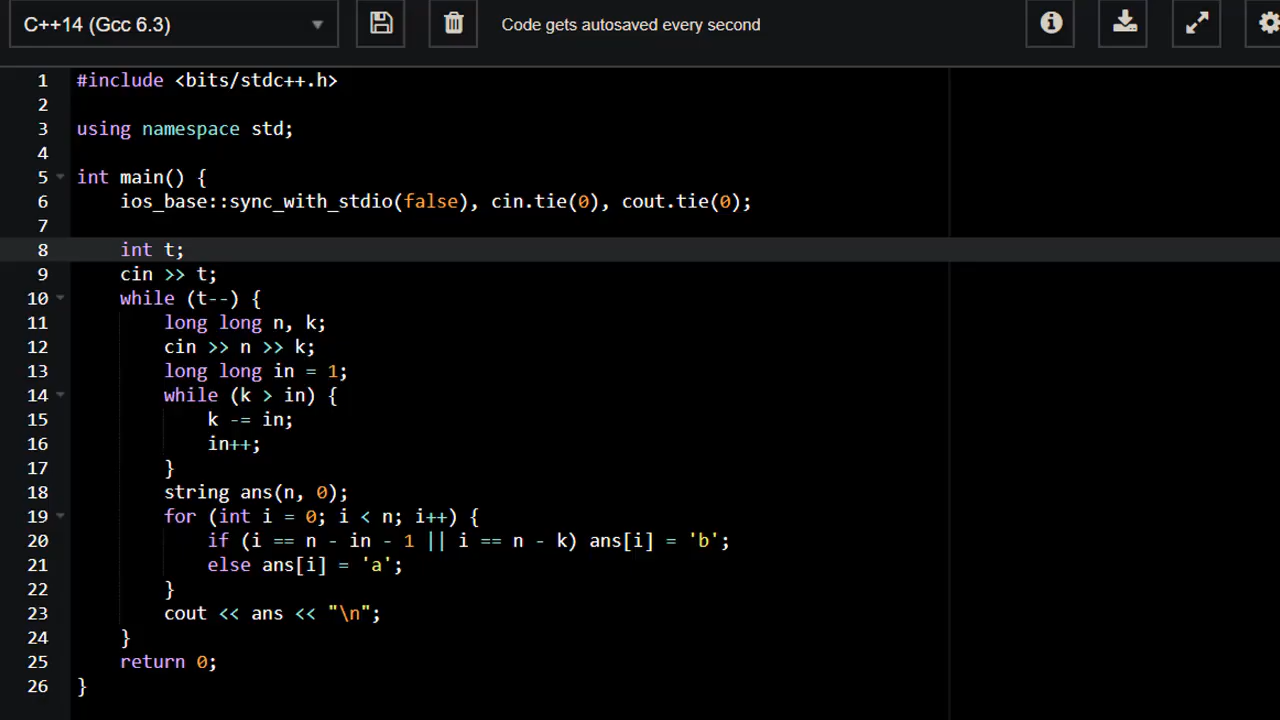 C++14 (Gcc 6.3)
Code gets autosaved every second
1 #include <bits/stdc++.h>
2
3 using namespace std;
4
5 int main() {
6     ios_base::sync_with_stdio(false), cin.tie(0), cout.tie(0);
7
8     int t;
9     cin >> t;
10     while (t--) {
11         long long n, k;
12         cin >> n >> k;
13         long long in = 1;
14         while (k > in) {
15             k -= in;
16             in++;
17         }
18         string ans(n, 0);
19         for (int i = 0; i < n; i++) {
20             if (i == n - in - 1 || i == n - k) ans[i] = 'b';
21             else ans[i] = 'a';
22         }
23         cout << ans << "\n";
24     }
25     return 0;
26 }